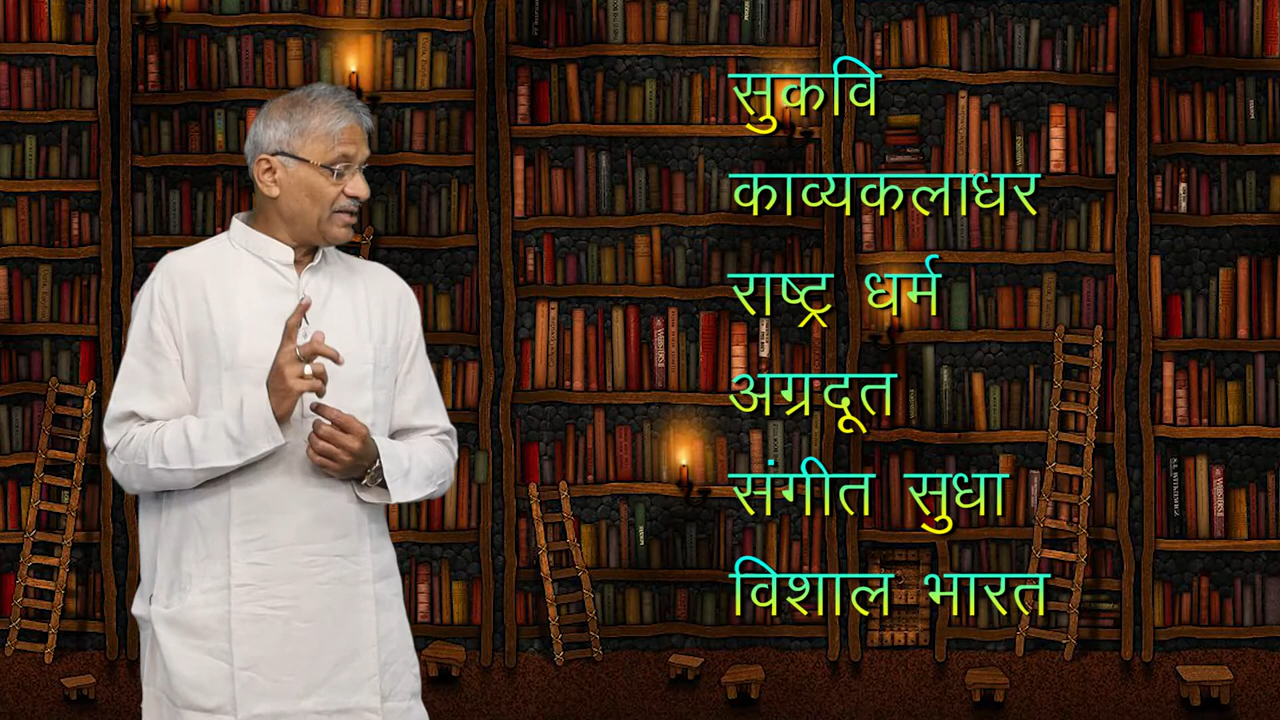 सुकवि
काव्यकलाधर
राष्ट्र धर्म
अग्रदूत
संगीत सुधा
विशाल भारत